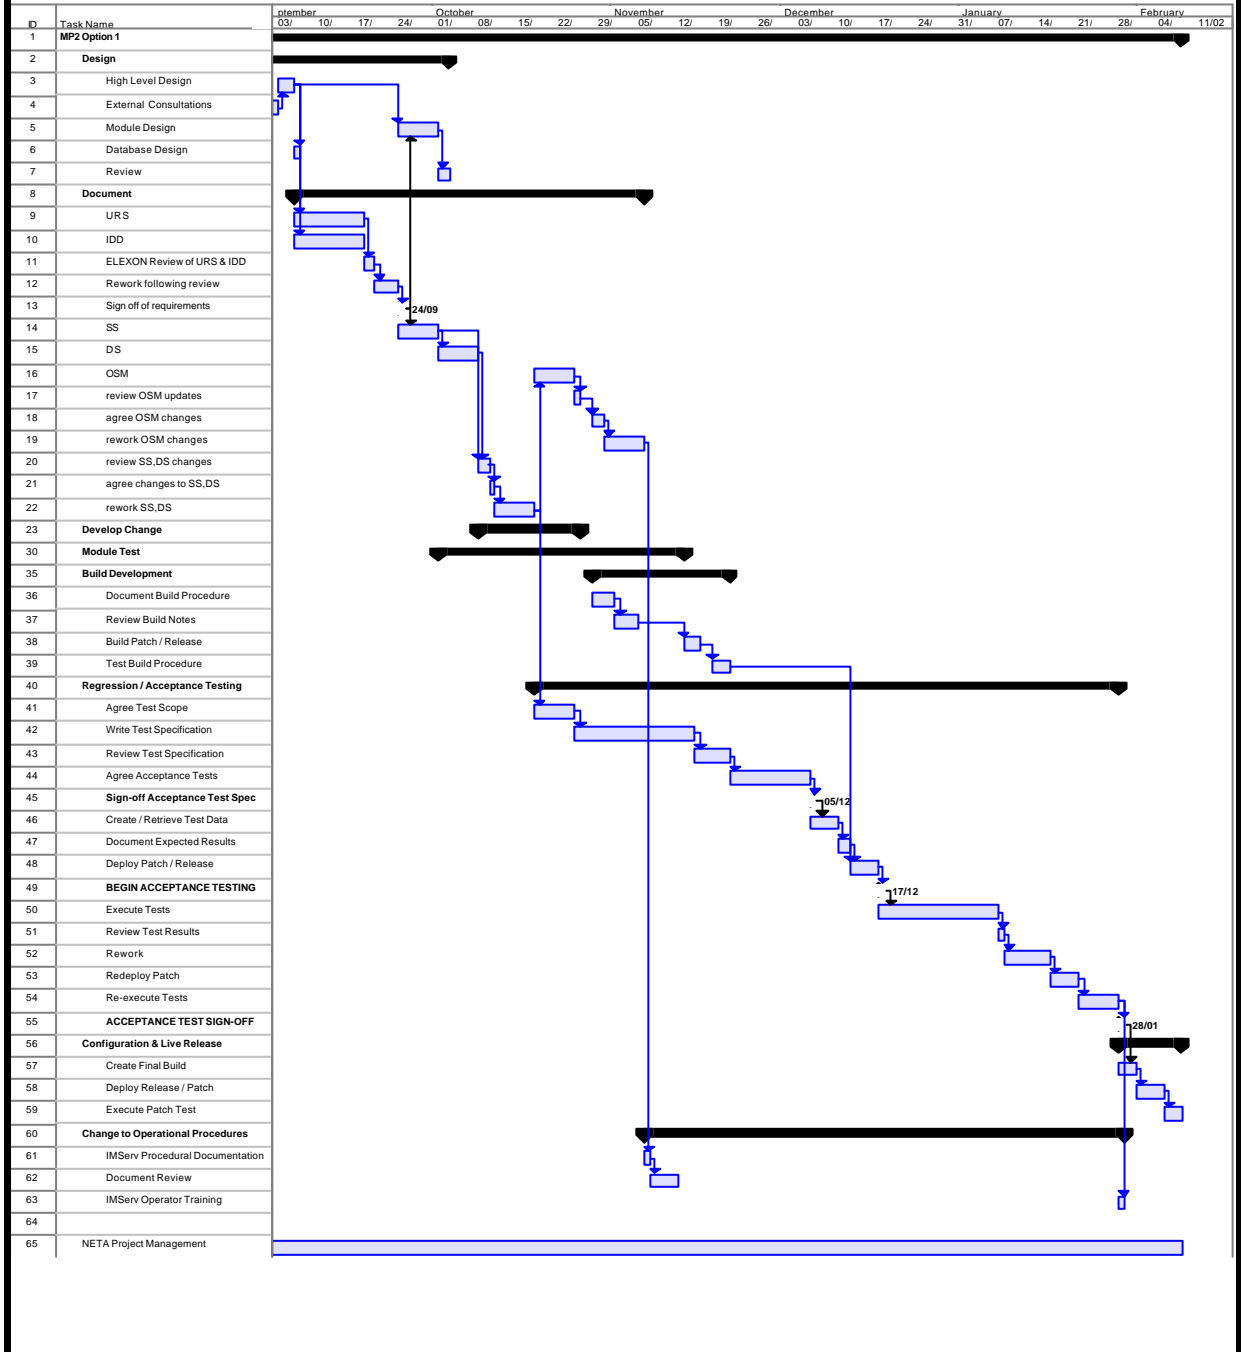 ptember October November December January February
ID Task Name 03/ 10/ 17/ 24/ 01/ 08/ 15/ 22/ 29/ 05/ 12/ 19/ 26/ 03/ 10/ 17/ 24/ 31/ 07/ 14/ 21/ 28/ 04/ 11/02
1 MP2 Option 1
2 Design
3 High Level Design
4 External Consultations
5 Module Design
6 Database Design
7 Review
8 Document
9 URS
10 IDD
11 ELEXON Review of URS & IDD
12 Rework following review
13 Sign off of requirements 24/09
14 SS
15 DS
16 OSM
17 review OSM updates
18 agree OSM changes
19 rework OSM changes
20 review SS,DS changes
21 agree changes to SS,DS
22 rework SS,DS
23 Develop Change
30 Module Test
35 Build Development
36 Document Build Procedure
37 Review Build Notes
38 Build Patch / Release
39 Test Build Procedure
40 Regression / Acceptance Testing
41 Agree Test Scope
42 Write Test Specification
43 Review Test Specification
44 Agree Acceptance Tests
45 Sign-off Acceptance Test Spec 05/12
46 Create / Retrieve Test Data
47 Document Expected Results
48 Deploy Patch / Release
49 BEGIN ACCEPTANCE TESTING 17/12
50 Execute Tests
51 Review Test Results
52 Rework
53 Redeploy Patch
54 Re-execute Tests
55 ACCEPTANCE TEST SIGN-OFF 28/01
56 Configuration & Live Release
57 Create Final Build
58 Deploy Release / Patch
59 Execute Patch Test
60 Change to Operational Procedures
61 IMServ Procedural Documentation
62 Document Review
63 IMServ Operator Training
64
65 NETA Project Management